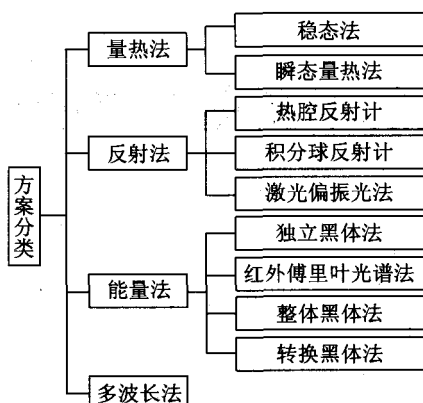 方案分类
量热法
稳态法
瞬态量热法
反射法
热腔反射计
积分球反射计
激光偏振光法
能量法
独立黑体法
红外傅里叶光谱法
整体黑体法
转换黑体法
多波长法